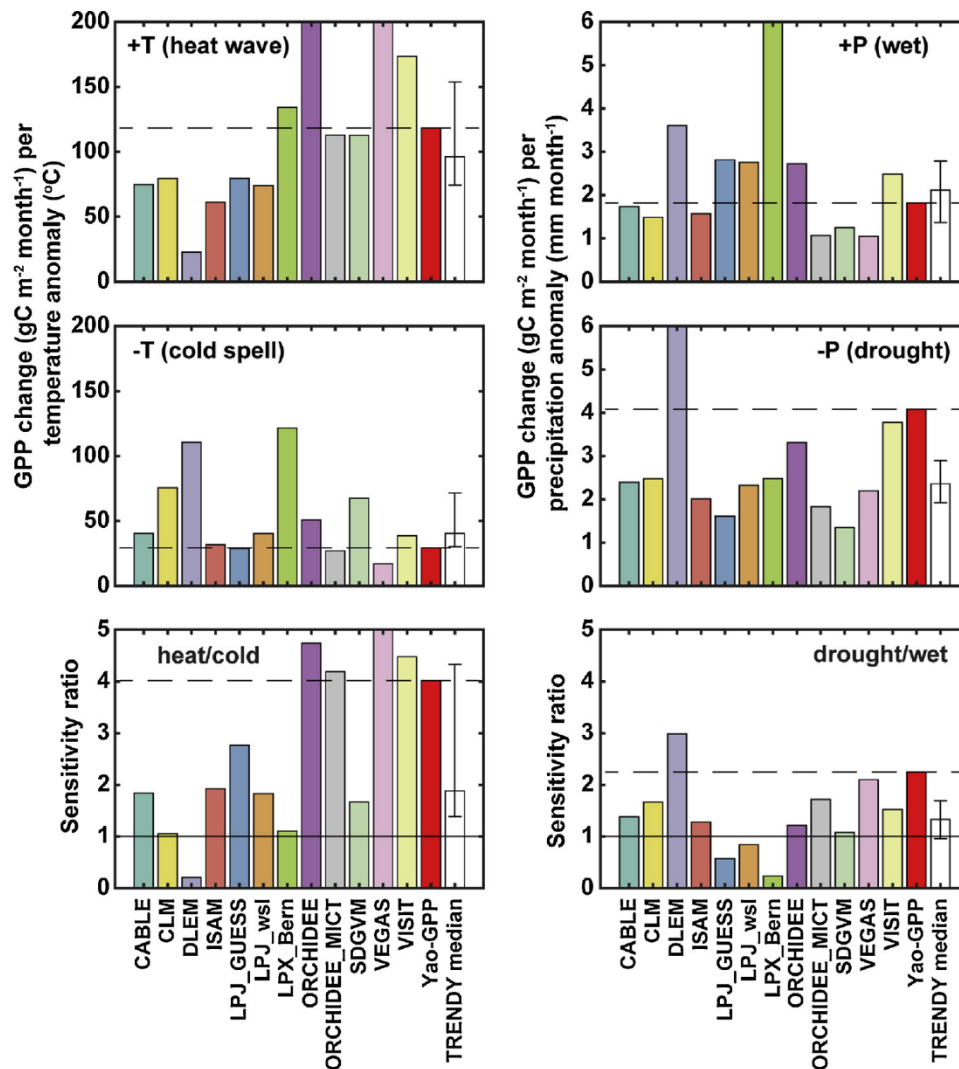 +T (heat wave)
200
150
100
50
0
GPP change (gC m⁻² month⁻¹) per
temperature anomaly (°C)
+P (wet)
6
5
4
3
2
1
0
GPP change (gC m⁻² month⁻¹) per
precipitation anomaly (mm month⁻¹)
-T (cold spell)
200
150
100
50
0
-P (drought)
6
5
4
3
2
1
0
heat/cold
5
4
3
2
1
0
Sensitivity ratio
drought/wet
5
4
3
2
1
0
Sensitivity ratio
CABLE
CLM
DLEM
ISAM
LPJ_GUESS
LPJ_wsl
LPX_Bern
ORCHIDEE
ORCHIDEE_MICT
SDGVM
VEGAS
VISIT
Yao-GPP
TRENDY median
CABLE
CLM
DLEM
ISAM
LPJ_GUESS
LPJ_wsl
LPX_Bern
ORCHIDEE
ORCHIDEE_MICT
SDGVM
VEGAS
VISIT
Yao-GPP
TRENDY median